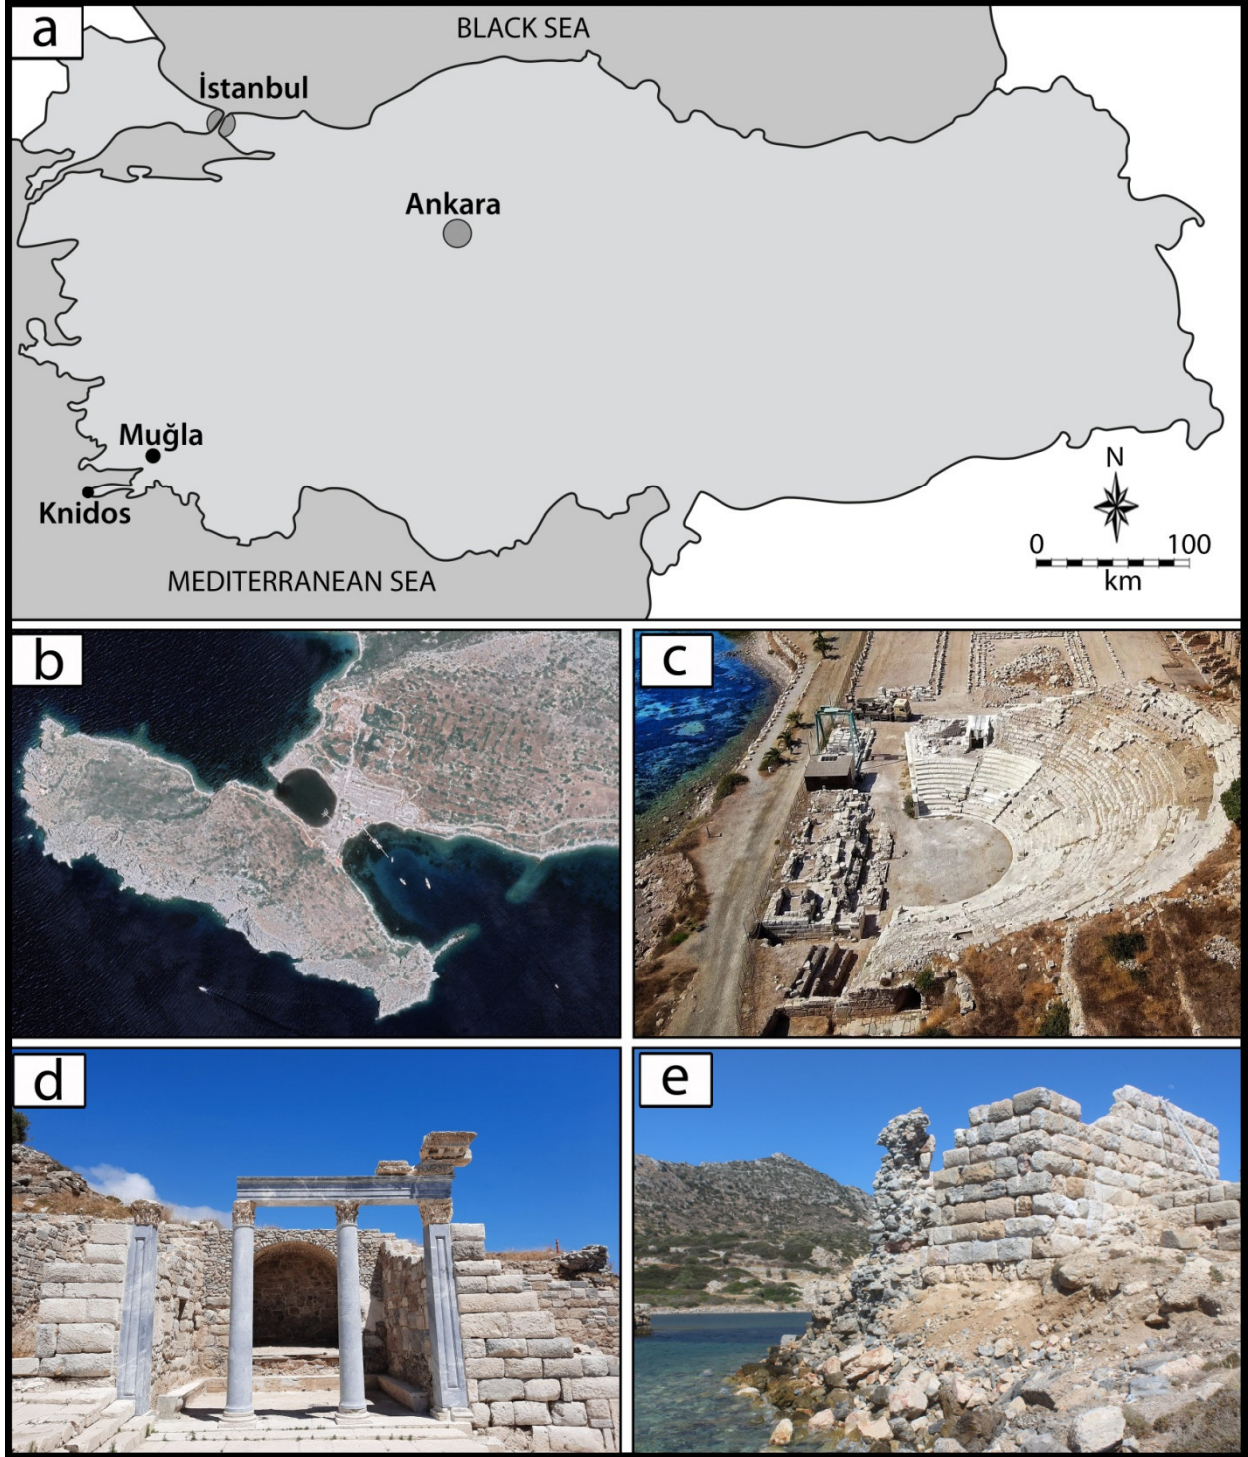 a
BLACK SEA
İstanbul
Ankara
Muğla
Knidos
MEDITERRANEAN SEA
N
0 100
km
b
c
d
e